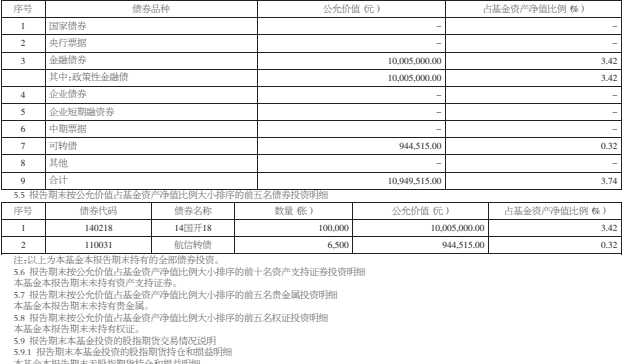 序号 债券品种 公允价值（元） 占基金资产净值比例（%）
1 国家债券 – –
2 央行票据 – –
3 金融债券 10,005,000.00 3.42
其中:政策性金融债 10,005,000.00 3.42
4 企业债券 – –
5 企业短期融资券 – –
6 中期票据 – –
7 可转债 944,515.00 0.32
8 其他 – –
9 合计 10,949,515.00 3.74
5.5 报告期末按公允价值占基金资产净值比例大小排序的前五名债券投资明细
序号 债券代码 债券名称 数量（张） 公允价值（元） 占基金资产净值比例（%）
1 140218 14国开18 100,000 10,005,000.00 3.42
2 110031 航信转债 6,500 944,515.00 0.32
注:以上为本基金本报告期末持有的全部债券投资。
5.6 报告期末按公允价值占基金资产净值比例大小排序的前十名资产支持证券投资明细
本基金本报告期末未持有资产支持证券。
5.7 报告期末按公允价值占基金资产净值比例大小排序的前五名贵金属投资明细
本基金本报告期末未持有贵金属。
5.8 报告期末按公允价值占基金资产净值比例大小排序的前五名权证投资明细
本基金本报告期末未持有权证。
5.9 报告期末本基金投资的股指期货交易情况说明
5.9.1 报告期末本基金投资的股指期货持仓和损益明细
本基金本报告期末无股指期货持仓和损益明细